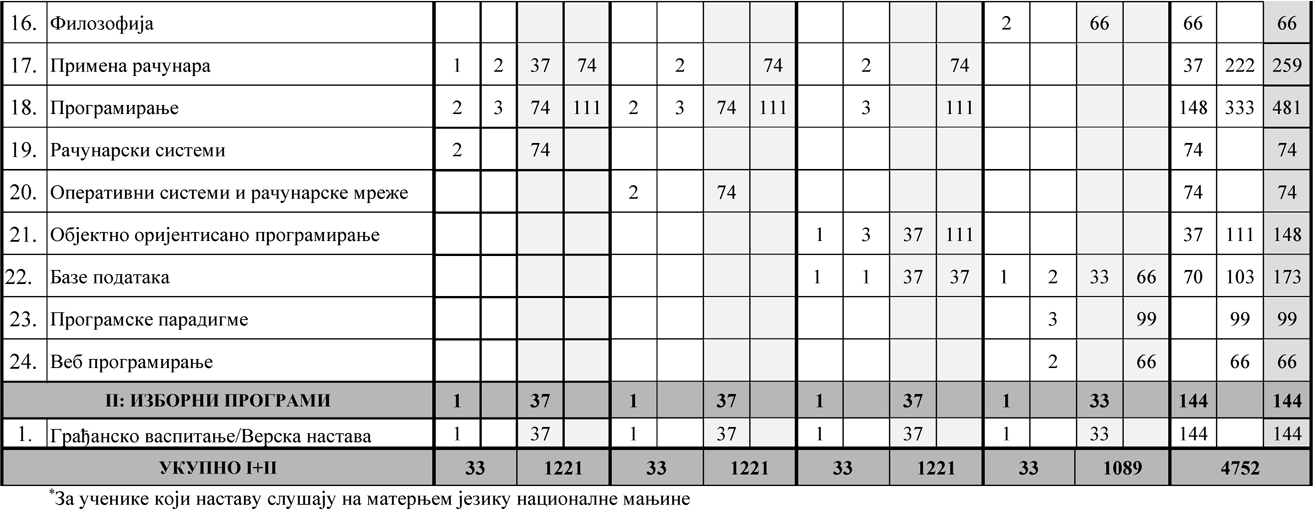 16. Филозофија 2 66 66 66
17. Примена рачунара 1 2 37 74 2 74 2 74 37 222 259
18. Програмирање 2 3 74 111 2 3 74 111 3 111 148 333 481
19. Рачунарски системи 2 74 74 74
20. Оперативни системи и рачунарске мреже 2 74 74 74
21. Објектно оријентисано програмирање 1 3 37 111 37 111 148
22. Базе података 1 1 37 37 1 2 33 66 70 103 173
23. Програмске парадигме 3 99 99 99
24. Веб програмирање 2 66 66 66
II: ИЗБОРНИ ПРОГРАМИ 1 37 1 37 1 37 1 33 144 144
1. Грађанско васпитање/Верска настава 1 37 1 37 1 37 1 33 144 144
УКУПНО I+II 33 1221 33 1221 33 1221 33 1089 4752
*За ученике који наставу слушају на матерњем језику националне мањине